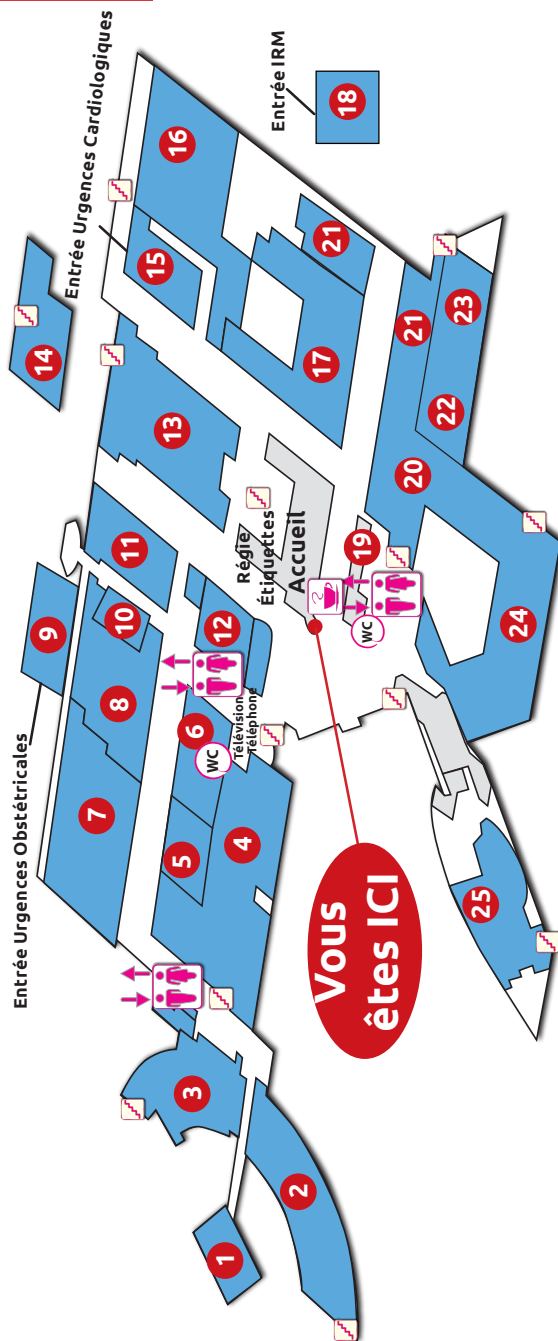 Entrée Urgences Cardiologiques
Entrée IRM
Entrée Urgences Obstétricales
14
16
15
18
21
13
17
21
23
22
11
9
10
12
8
Régie
Étiquettes
Accueil
19
20
WC
24
7
6
WC
Télévision
Téléphone
5
4
Vous
êtes ICI
25
3
2
1